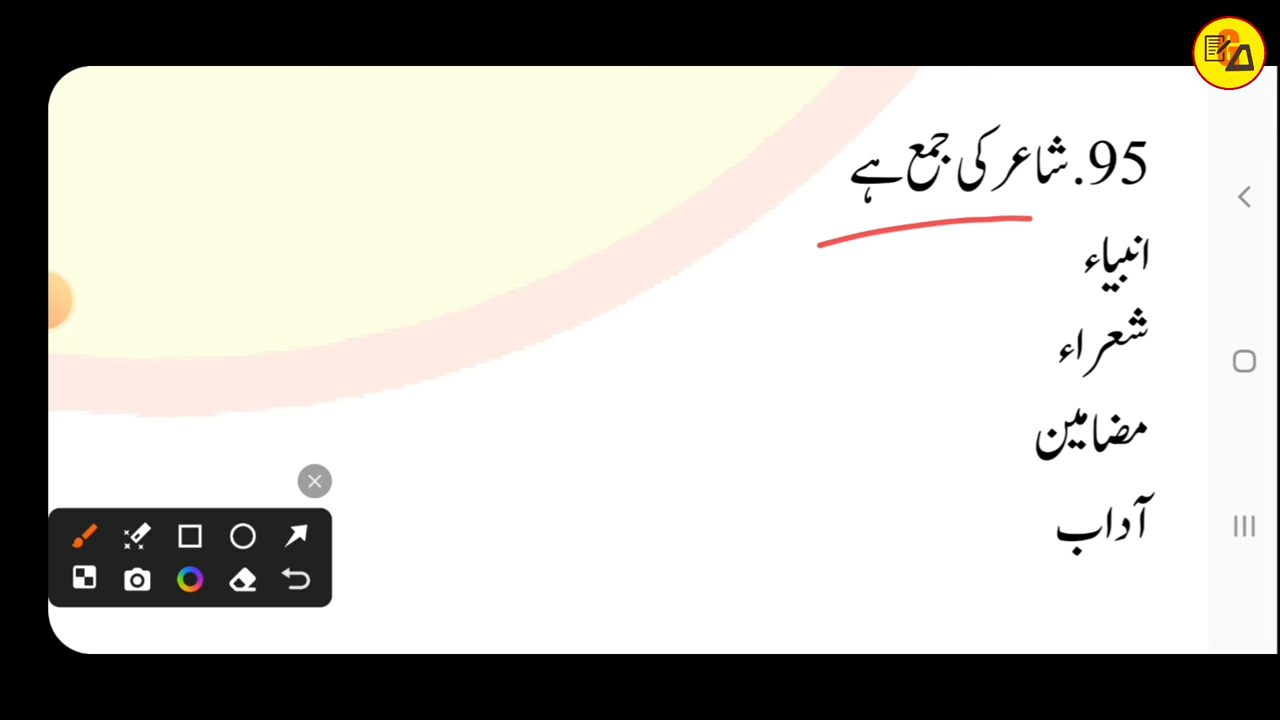 95.شاعر کی جمع ہے
انبیاء
شعراء
مضامین
آداب